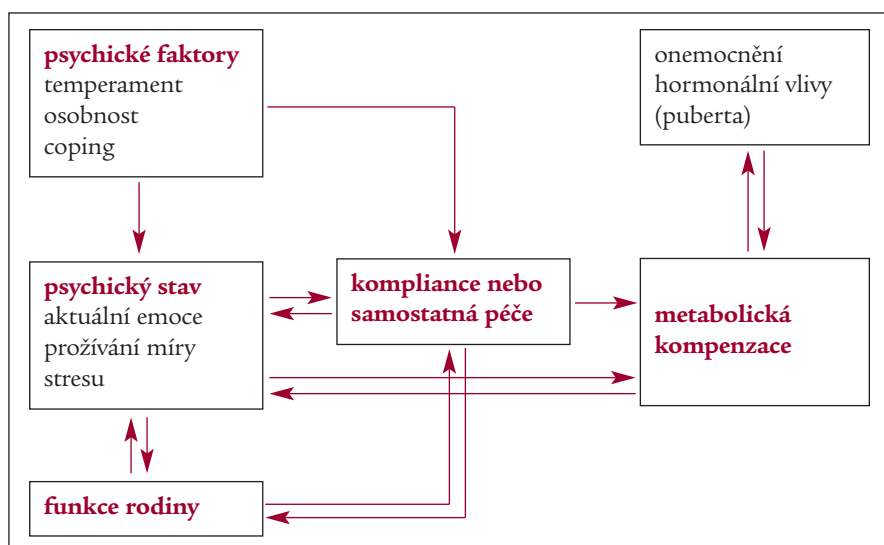 psychické faktory
temperament
osobnost
coping
onemocnění
hormonální vlivy
(puberta)
psychický stav
aktuální emoce
prožívání míry
stresu
kompliance nebo
samostatná péče
metabolická
kompenzace
funkce rodiny